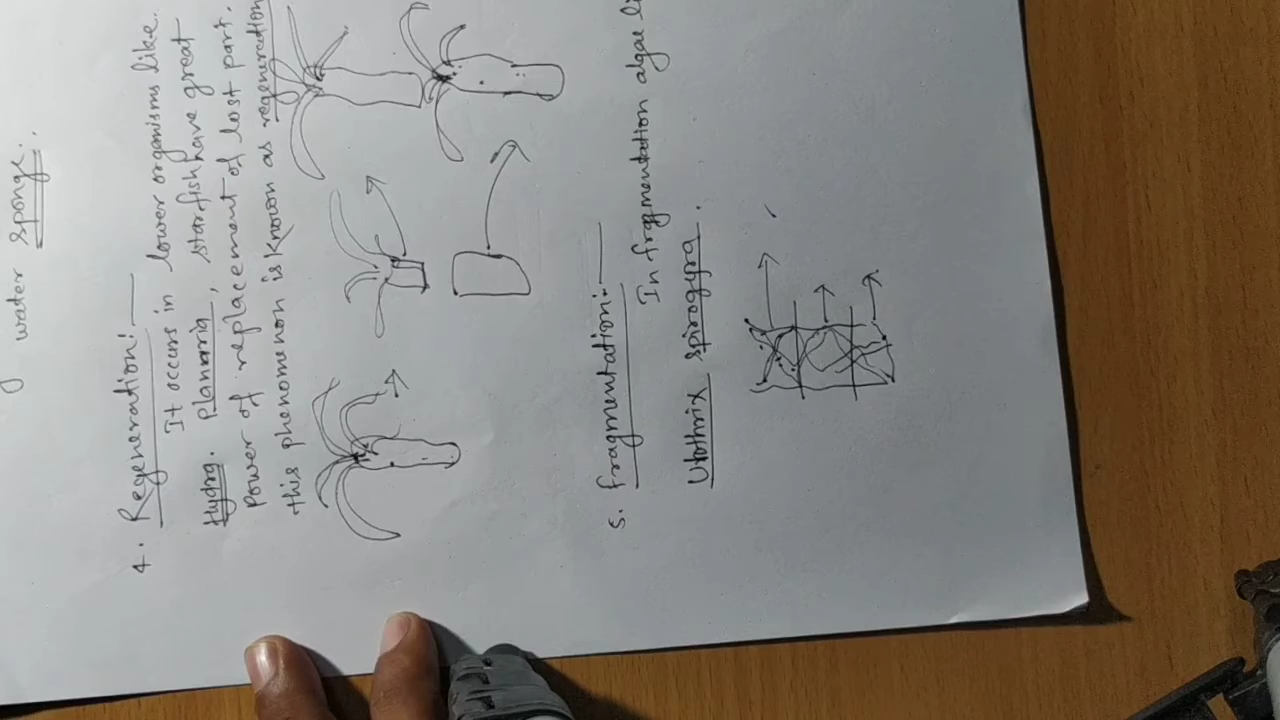 water sponge.
4. Regeneration:
It occurs in lower organisms like.
Hydra. planaria, starfish have great
Power of replacement of lost part.
this phenomenon is known as regeneration
5. fragmentation:-
In fragmentation algae li
Ulothrix spirogyra.